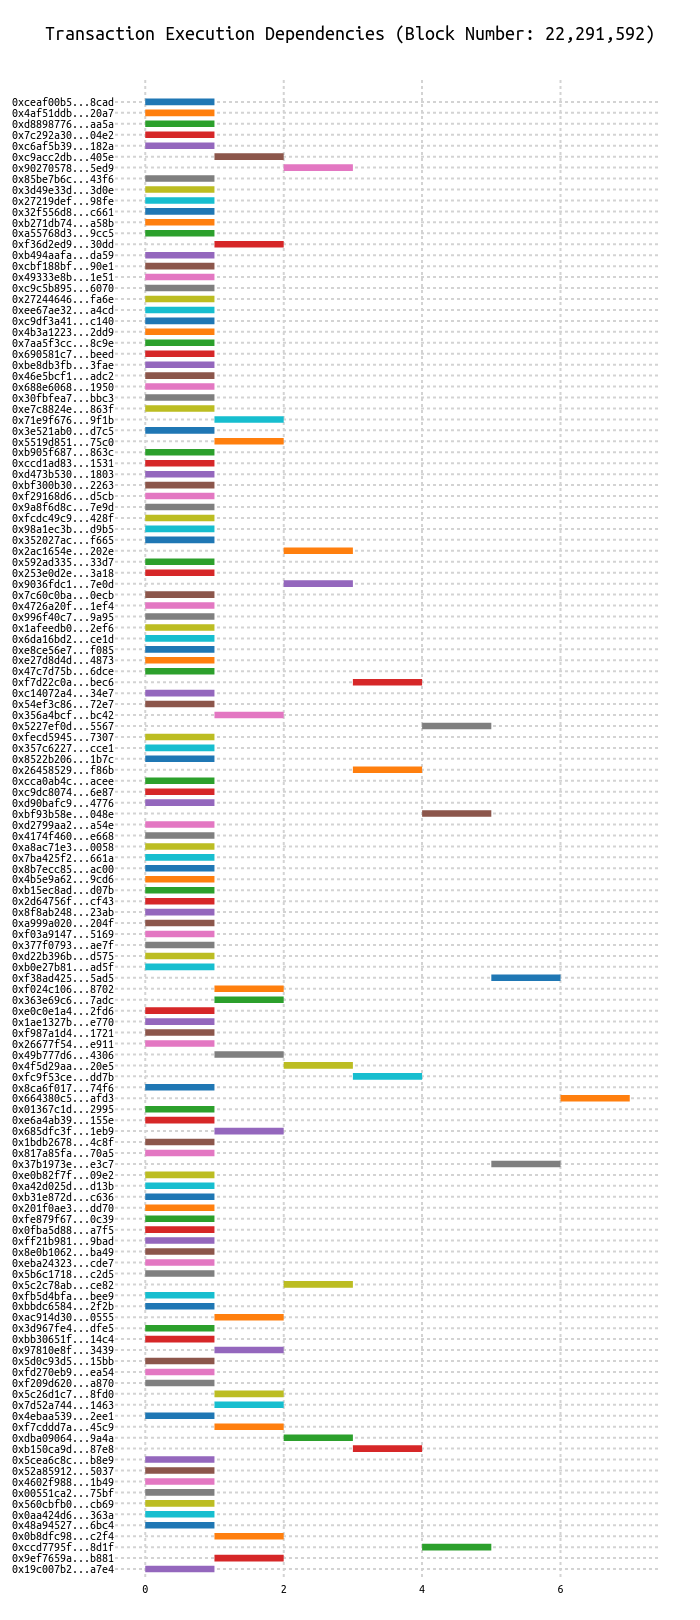 Transaction Execution Dependencies (Block Number: 22,291,592)
0xceaf00b5...8cad
0x4af51ddb...20a7
0xd8898776...aa5a
0x7c292a30...04e2
0xc6af5b39...182a
0xc9acc2db...405e
0x90270578...5ed9
0x85be7b6c...43f6
0x3d49e33d...3d0e
0x27219def...98fe
0x32f556d8...c661
0xb271db74...a58b
0xa55768d3...9cc5
0xf36d2ed9...30dd
0xb494aafa...da59
0xcbf188bf...90e1
0x49333e8b...1e51
0xc9c5b895...6070
0x27244646...fa6e
0xee67ae32...a4cd
0xc9df3a41...c140
0x4b3a1223...2dd9
0x7aa5f3cc...8c9e
0x690581c7...beed
0xbe8db3fb...3fae
0x46e5bcf1...adc2
0x688e6068...1950
0x30fbfea7...bbc3
0xe7c8824e...863f
0x71e9f676...9f1b
0x3e521ab0...d7c5
0x5519d851...75c0
0xb905f687...863c
0xccd1ad83...1531
0xd473b530...1803
0xbf300b30...2263
0xf29168d6...d5cb
0x9a8f6d8c...7e9d
0xfcdc49c9...428f
0x98a1ec3b...d9b5
0x352027ac...f665
0x2ac1654e...202e
0x592ad335...33d7
0x253e0d2e...3a18
0x9036fdc1...7e0d
0x7c60c0ba...0ecb
0x4726a20f...1ef4
0x996f40c7...9a95
0x1afeedb0...2ef6
0x6da16bd2...ce1d
0xe8ce56e7...f085
0xe27d8d4d...4873
0x47c7d75b...6dce
0xf7d22c0a...bec6
0xc14072a4...34e7
0x54ef3c86...72e7
0x356a4bcf...bc42
0x5227ef0d...5567
0xfecd5945...7307
0x357c6227...cce1
0x8522b206...1b7c
0x26458529...f86b
0xcca0ab4c...acee
0xc9dc8074...6e87
0xd90bafc9...4776
0xbf93b58e...048e
0xd2799aa2...a54e
0x4174f460...e668
0xa8ac71e3...0058
0x7ba425f2...661a
0x8b7ecc85...ac00
0x4b5e9a62...9cd6
0xb15ec8ad...d07b
0x2d64756f...cf43
0x8f8ab248...23ab
0xa999a020...204f
0xf03a9147...5169
0x377f0793...ae7f
0xd22b396b...d575
0xb0e27b81...ad5f
0xf38ad425...5ad5
0xf024c106...8702
0x363e69c6...7adc
0xe0c0e1a4...2fd6
0x1ae1327b...e770
0xf987a1d4...1721
0x26677f54...e911
0x49b777d6...4306
0x4f5d29aa...20e5
0xfc9f53ce...dd7b
0x8ca6f017...74f6
0x664380c5...afd3
0x01367c1d...2995
0xe6a4ab39...155e
0x685dfc3f...1eb9
0x1bdb2678...4c8f
0x817a85fa...70a5
0x37b1973e...e3c7
0xe0b82f7f...09e2
0xa42d025d...d13b
0xb31e872d...c636
0x201f0ae3...dd70
0xfe879f67...0c39
0x0fba5d88...a7f5
0xff21b981...9bad
0x8e0b1062...ba49
0xeba24323...cde7
0x5b6c1718...c2d5
0x5c2c78ab...ce82
0xfb5d4bfa...bee9
0xbbdc6584...2f2b
0xac914d30...0555
0x3d967fe4...dfe5
0xbb30651f...14c4
0x97810e8f...3439
0x5d0c93d5...15bb
0xfd270eb9...ea54
0xf209d620...a870
0x5c26d1c7...8fd0
0x7d52a744...1463
0x4ebaa539...2ee1
0xf7cddd7a...45c9
0xdba09064...9a4a
0xb150ca9d...87e8
0x5cea6c8c...b8e9
0x52a85912...5037
0x4602f988...1b49
0x00551ca2...75bf
0x560cbfb0...cb69
0x0aa424d6...363a
0x48a94527...6bc4
0x0b8dfc98...c2f4
0xccd7795f...8d1f
0x9ef7659a...b881
0x19c007b2...a7e4
0 2 4 6